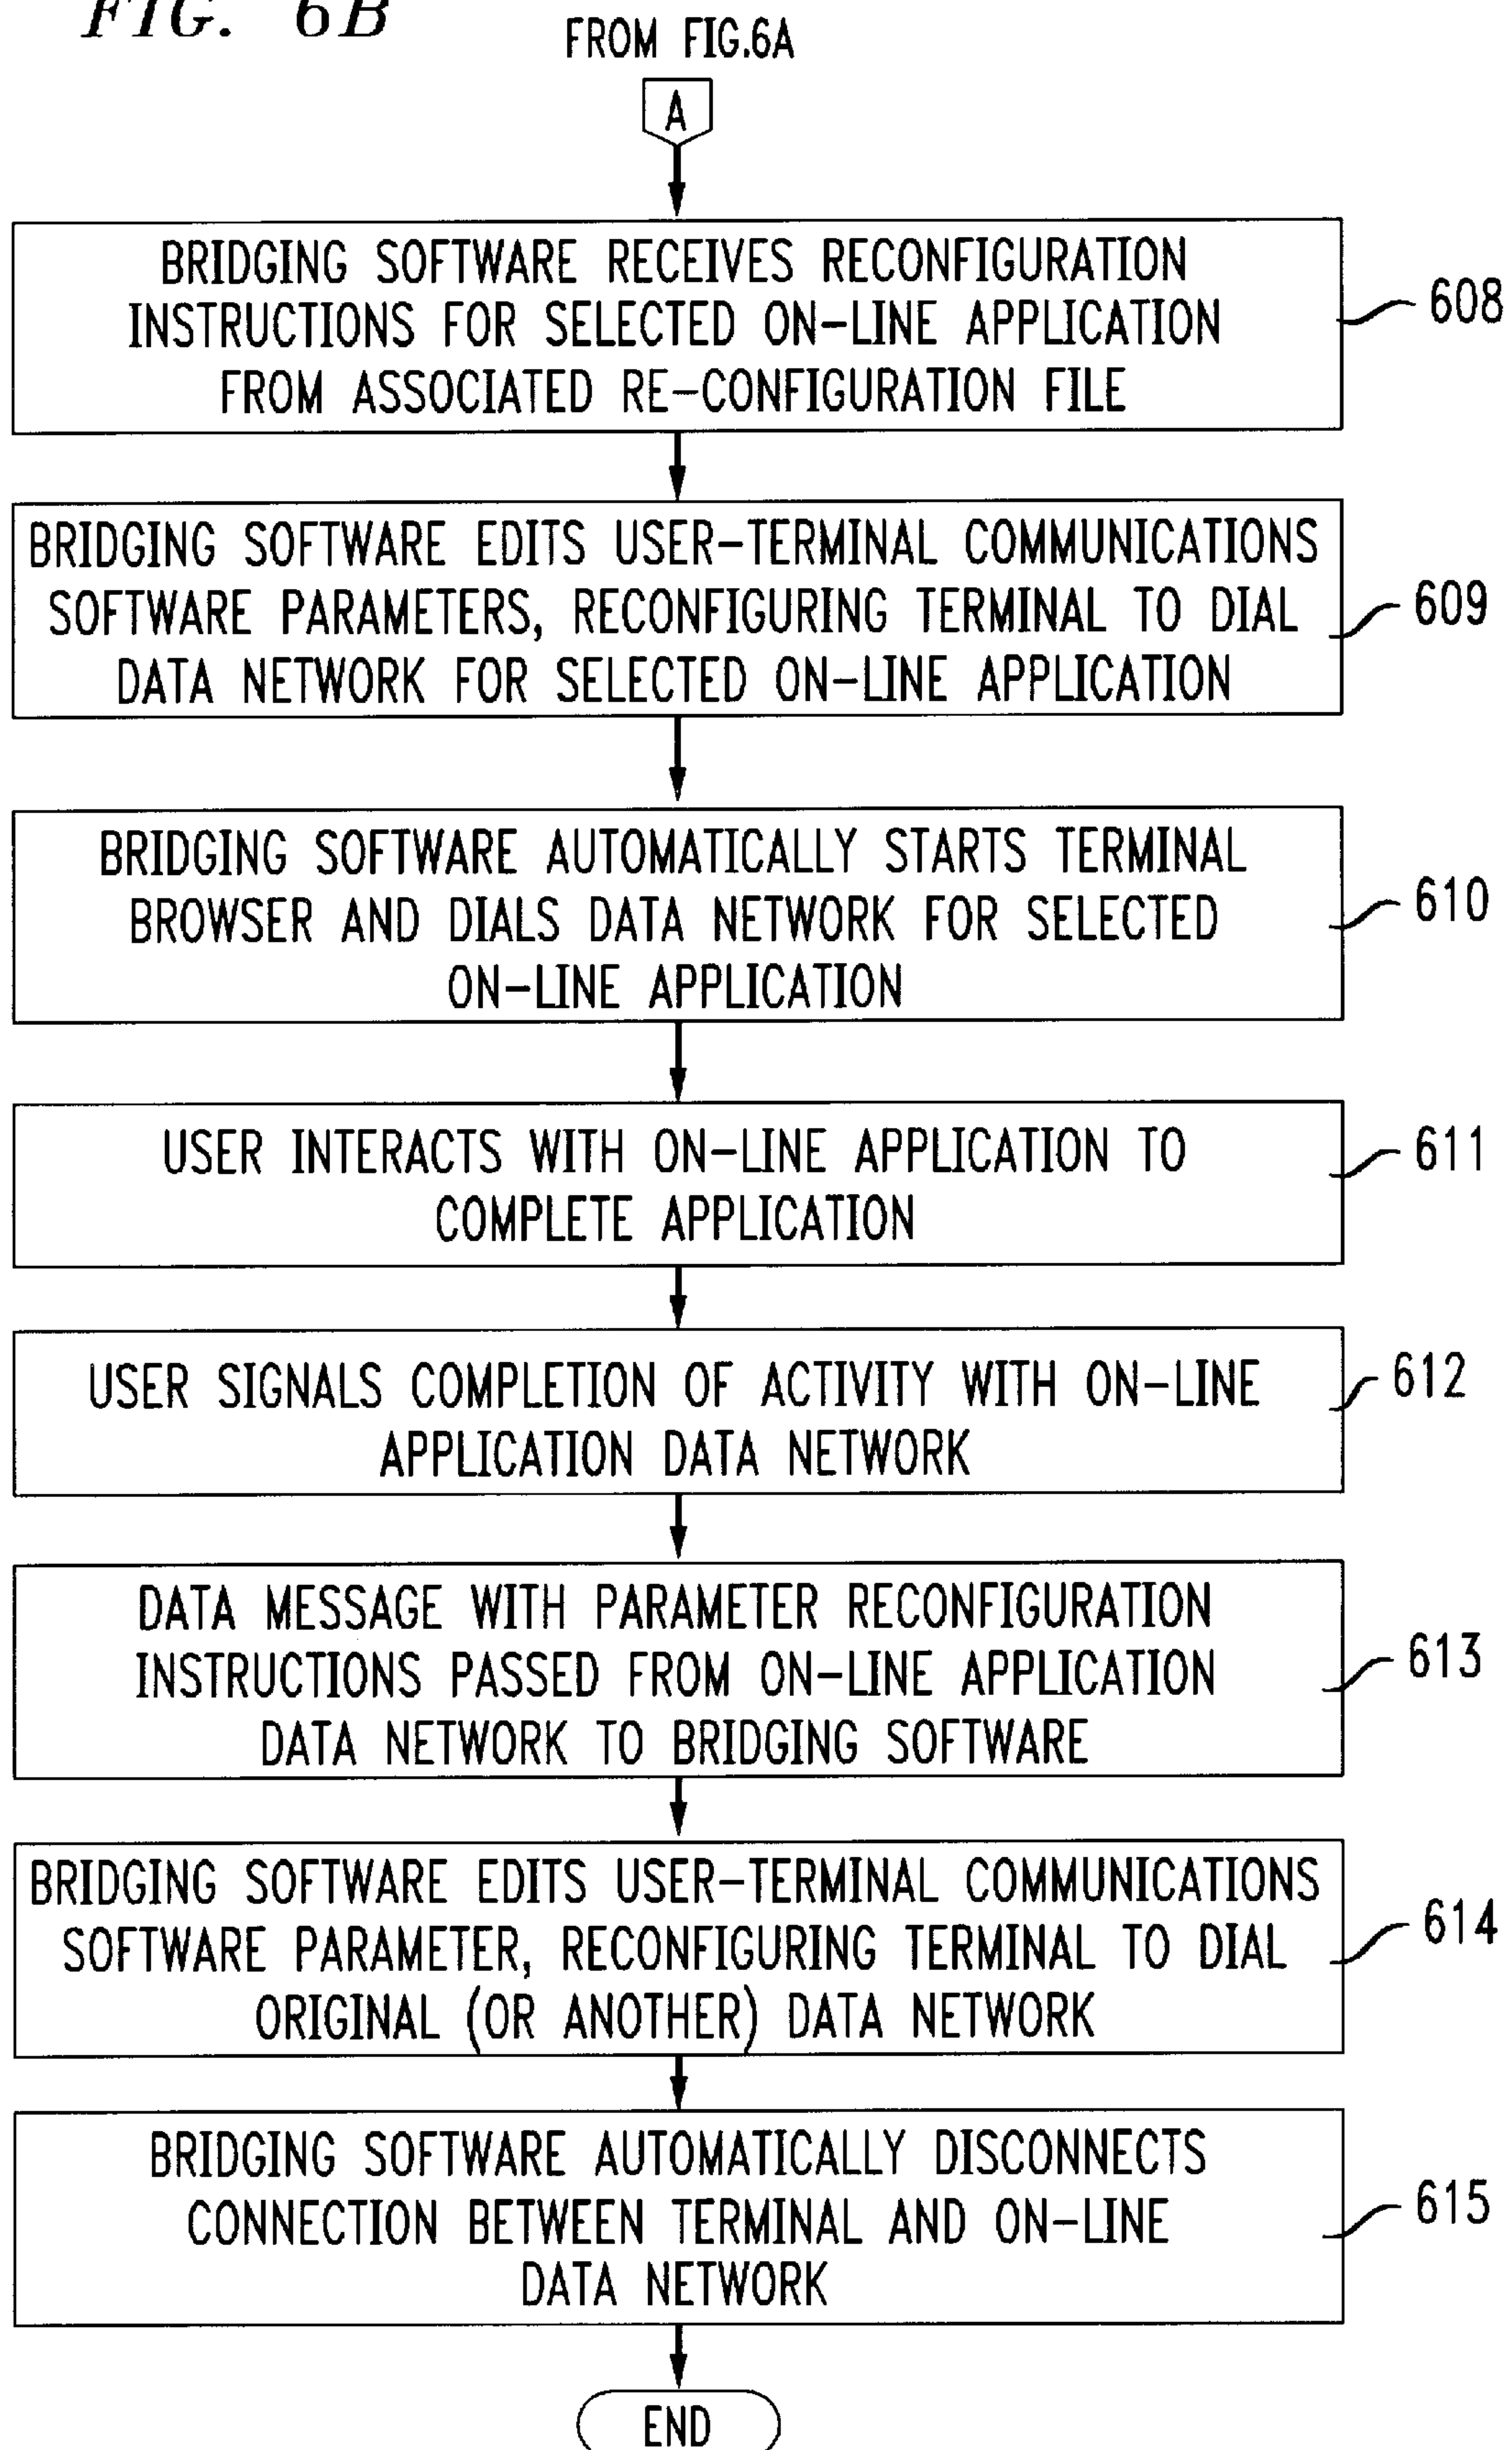 FIG. 6B
FROM FIG.6A
A
BRIDGING SOFTWARE RECEIVES RECONFIGURATION
INSTRUCTIONS FOR SELECTED ON-LINE APPLICATION
FROM ASSOCIATED RE-CONFIGURATION FILE
608
BRIDGING SOFTWARE EDITS USER-TERMINAL COMMUNICATIONS
SOFTWARE PARAMETERS, RECONFIGURING TERMINAL TO DIAL
DATA NETWORK FOR SELECTED ON-LINE APPLICATION
609
BRIDGING SOFTWARE AUTOMATICALLY STARTS TERMINAL
BROWSER AND DIALS DATA NETWORK FOR SELECTED
ON-LINE APPLICATION
610
USER INTERACTS WITH ON-LINE APPLICATION TO
COMPLETE APPLICATION
611
USER SIGNALS COMPLETION OF ACTIVITY WITH ON-LINE
APPLICATION DATA NETWORK
612
DATA MESSAGE WITH PARAMETER RECONFIGURATION
INSTRUCTIONS PASSED FROM ON-LINE APPLICATION
DATA NETWORK TO BRIDGING SOFTWARE
613
BRIDGING SOFTWARE EDITS USER-TERMINAL COMMUNICATIONS
SOFTWARE PARAMETER, RECONFIGURING TERMINAL TO DIAL
ORIGINAL (OR ANOTHER) DATA NETWORK
614
BRIDGING SOFTWARE AUTOMATICALLY DISCONNECTS
CONNECTION BETWEEN TERMINAL AND ON-LINE
DATA NETWORK
615
END